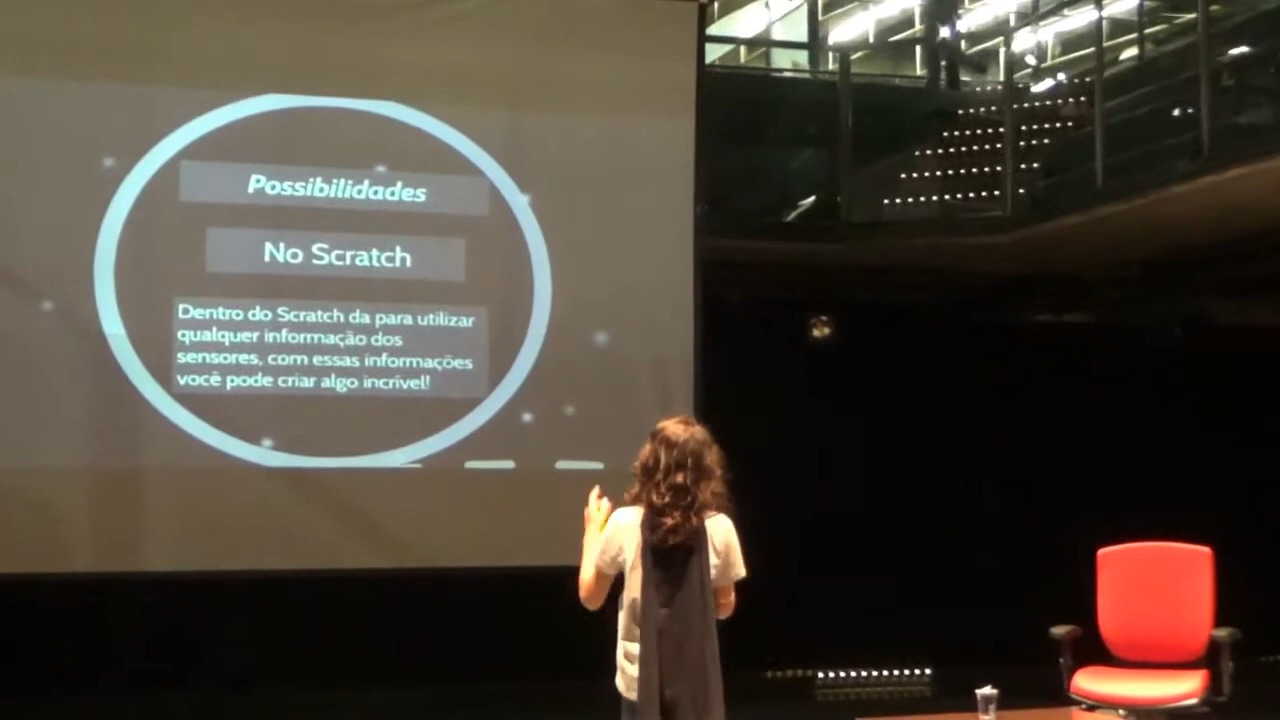 Possibilidades
No Scratch
Dentro do Scratch da para utilizar
qualquer informação dos
sensores, com essas informações
você pode criar algo incrível!